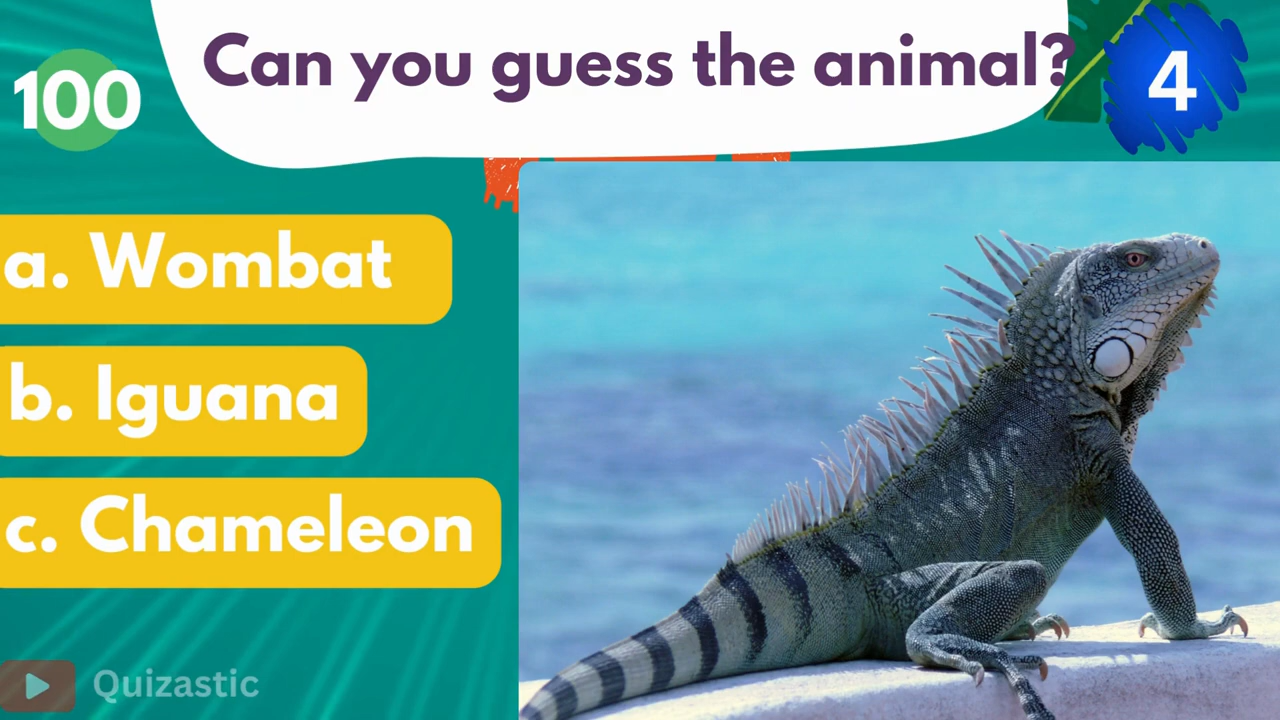 Can you guess the animal?
100
4
a. Wombat
b. Iguana
c. Chameleon
Quizastic